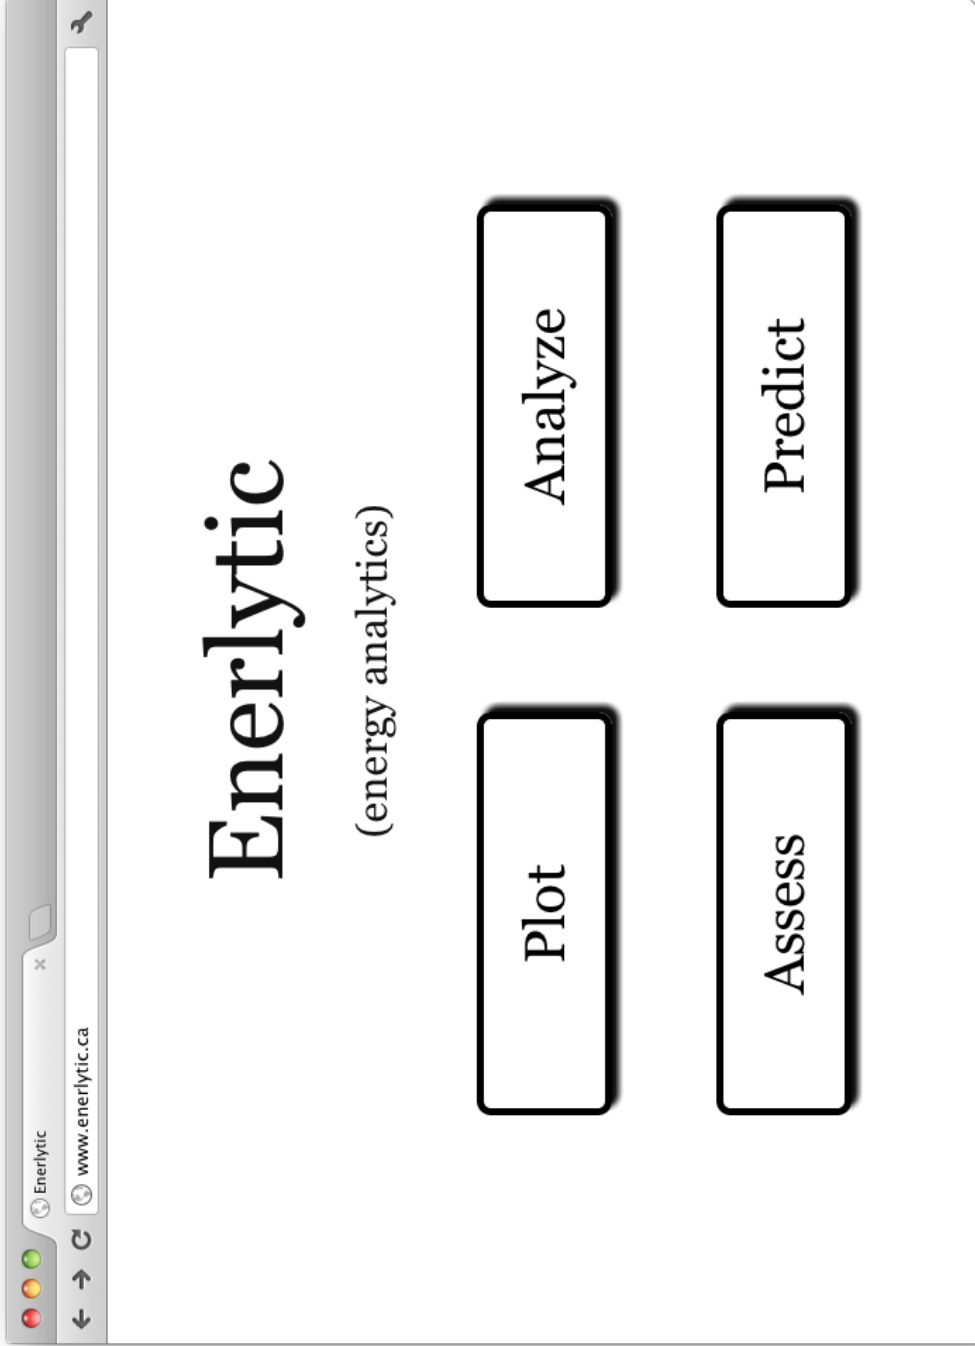 Enerlytic
www.enerlytic.ca
Enerlytic
(energy analytics)
Plot Analyze
Assess Predict